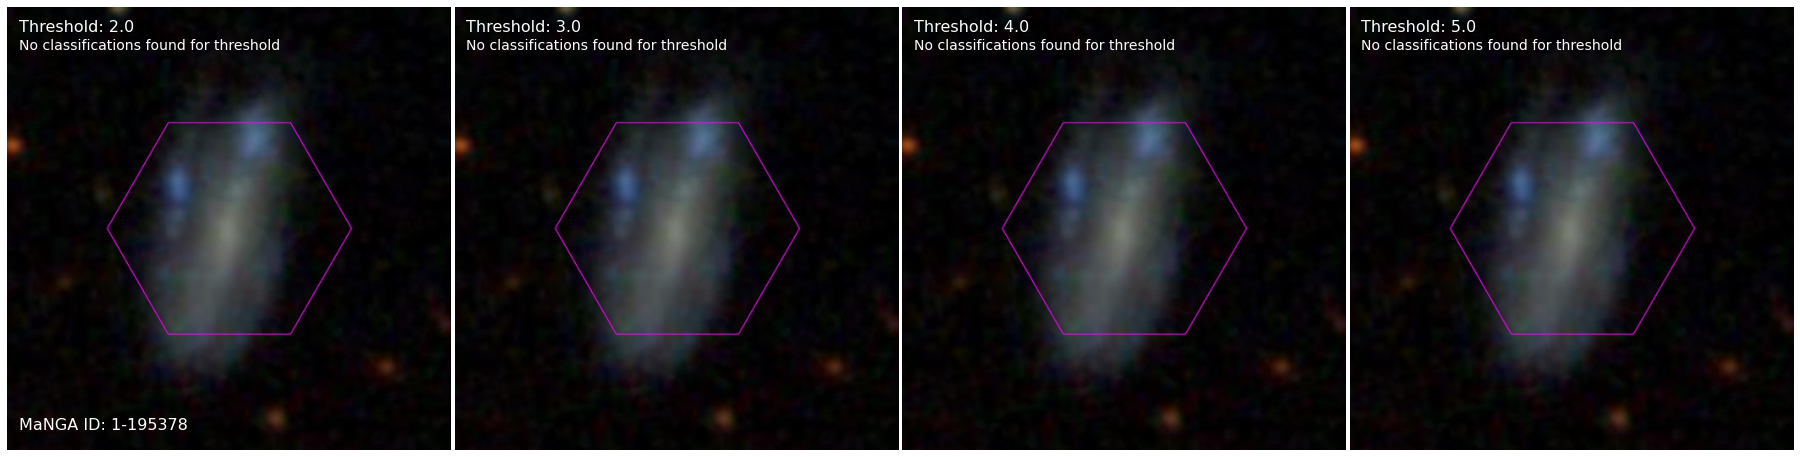 Threshold: 2.0
No classifications found for threshold
MaNGA ID: 1-195378
Threshold: 3.0
No classifications found for threshold
Threshold: 4.0
No classifications found for threshold
Threshold: 5.0
No classifications found for threshold